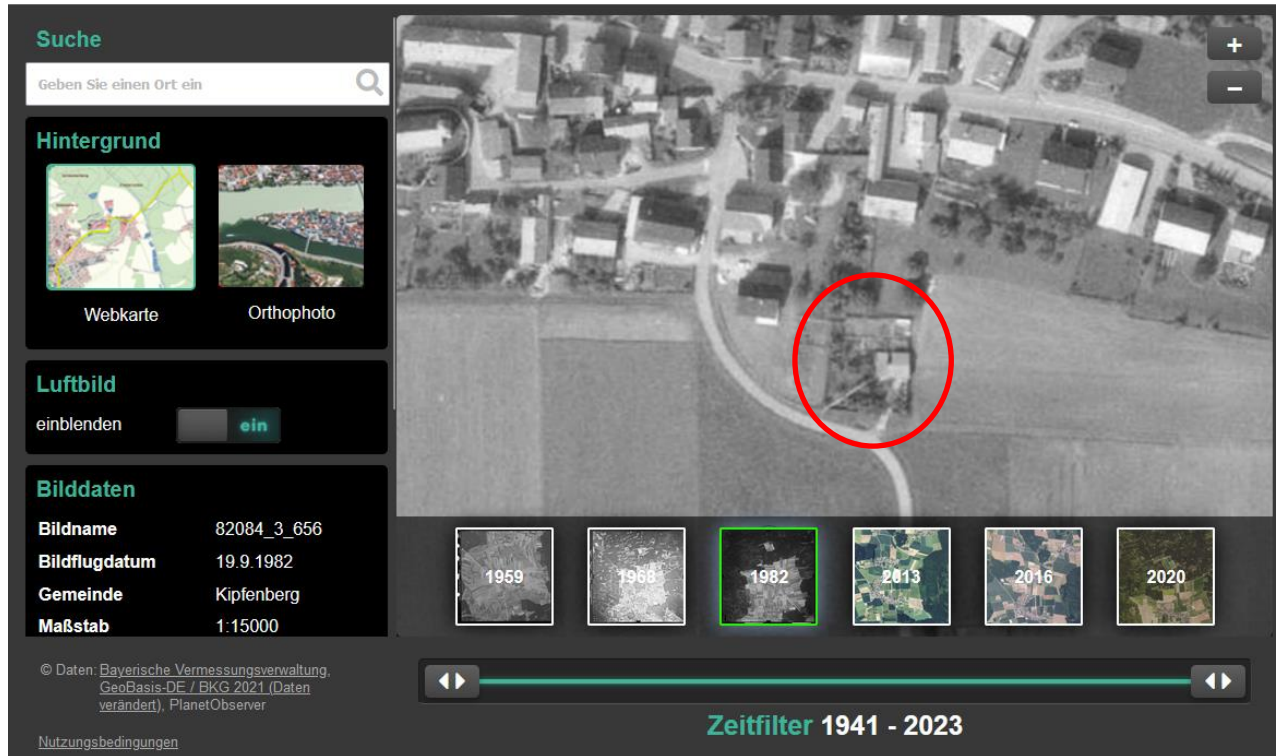 Suche
Geben Sie einen Ort ein
Hintergrund
Webkarte
Orthophoto
Luftbild
einblenden
ein
Bilddaten
Bildname 82084_3_656
Bildflugdatum 19.9.1982
Gemeinde Kipfenberg
Maßstab 1:15000
© Daten: Bayerische Vermessungsverwaltung,
GeoBasis-DE / BKG 2021 (Daten
verändert), PlanetObserver
Nutzungsbedingungen
+
−
1959
1968
1982
2013
2016
2020
Zeitfilter 1941 - 2023